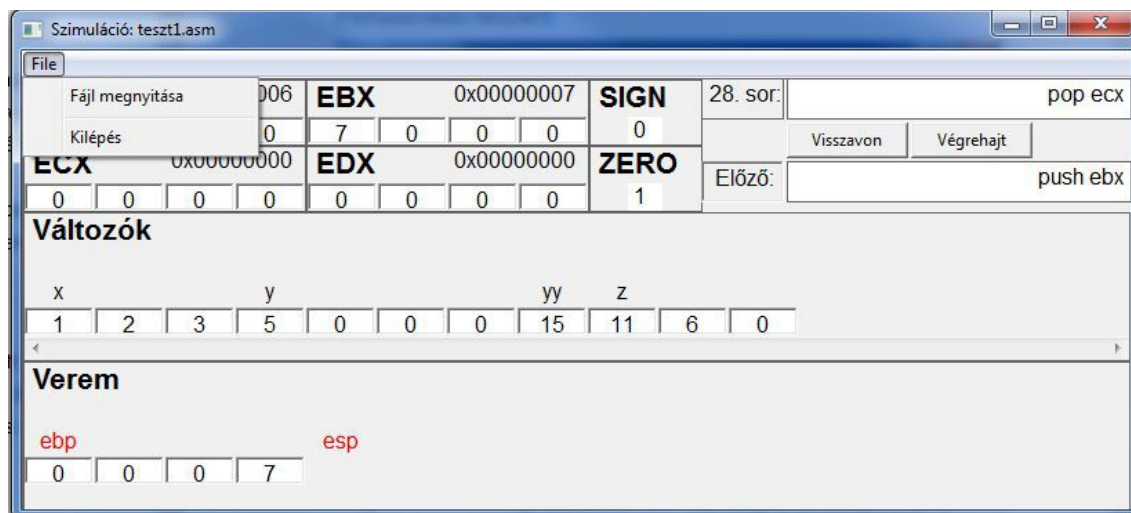 Szimuláció: teszt1.asm
File
Fájl megnyitása
Kilépés
006 EBX 0x00000007 SIGN 28. sor: pop ecx
0 7 0 0 0 0 Visszavon Végrehajt
ECX 0x00000000 EDX 0x00000000 ZERO Előző: push ebx
0 0 0 0 0 0 0 0 1
Változók
x y yy z
1 2 3 5 0 0 0 15 11 6 0
Verem
ebp esp
0 0 0 7